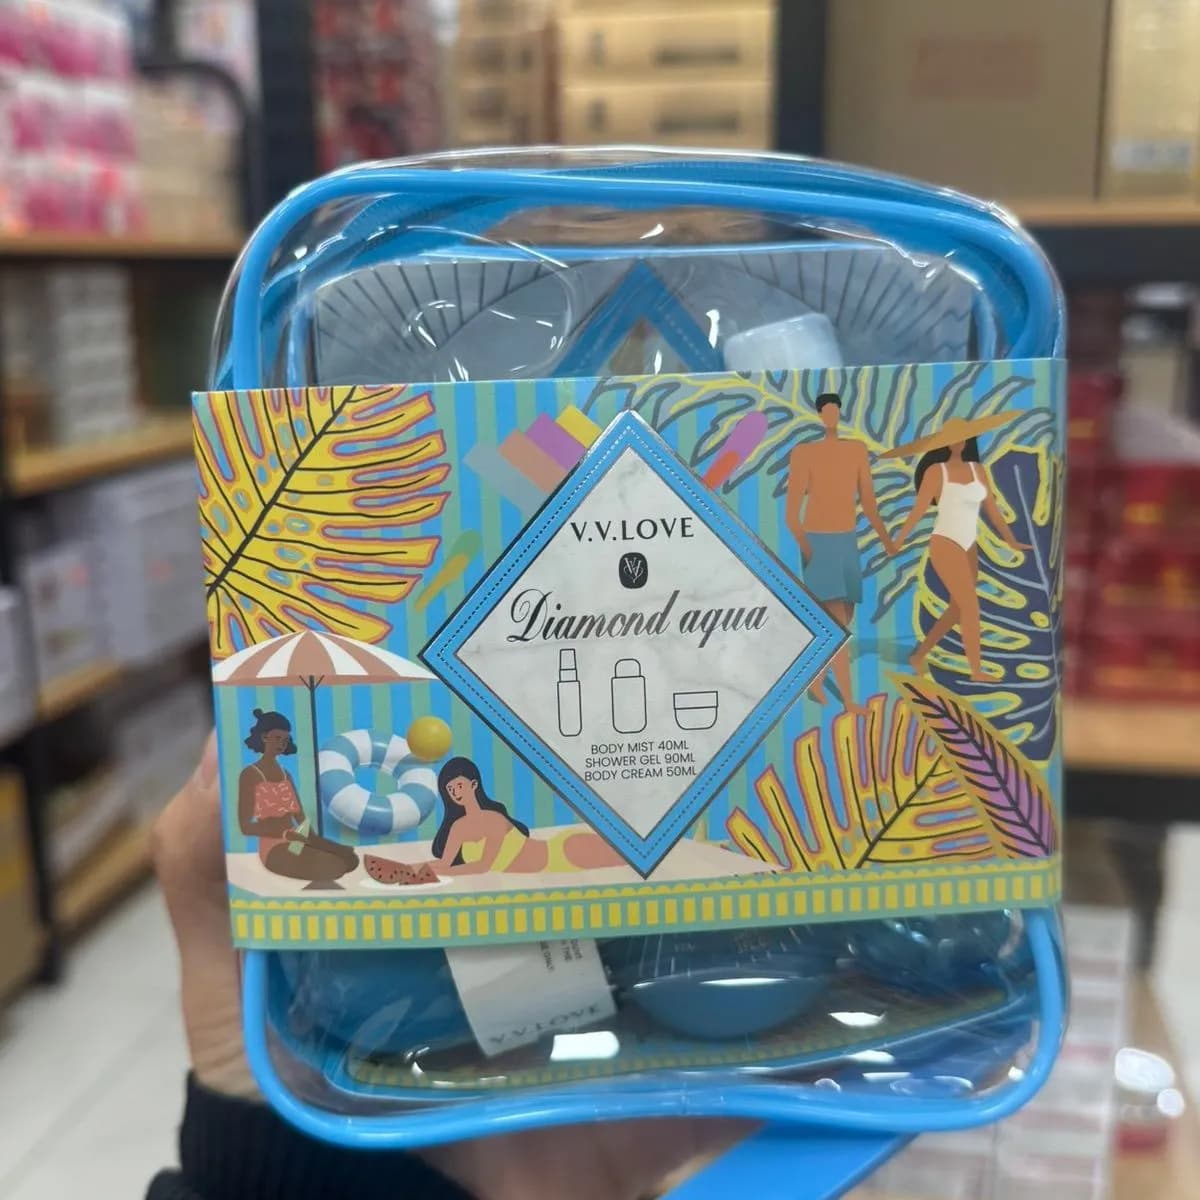 V.V.LOVE
Diamond aqua
BODY MIST 40ML
SHOWER GEL 90ML
BODY CREAM 50ML
V.V.LOVE